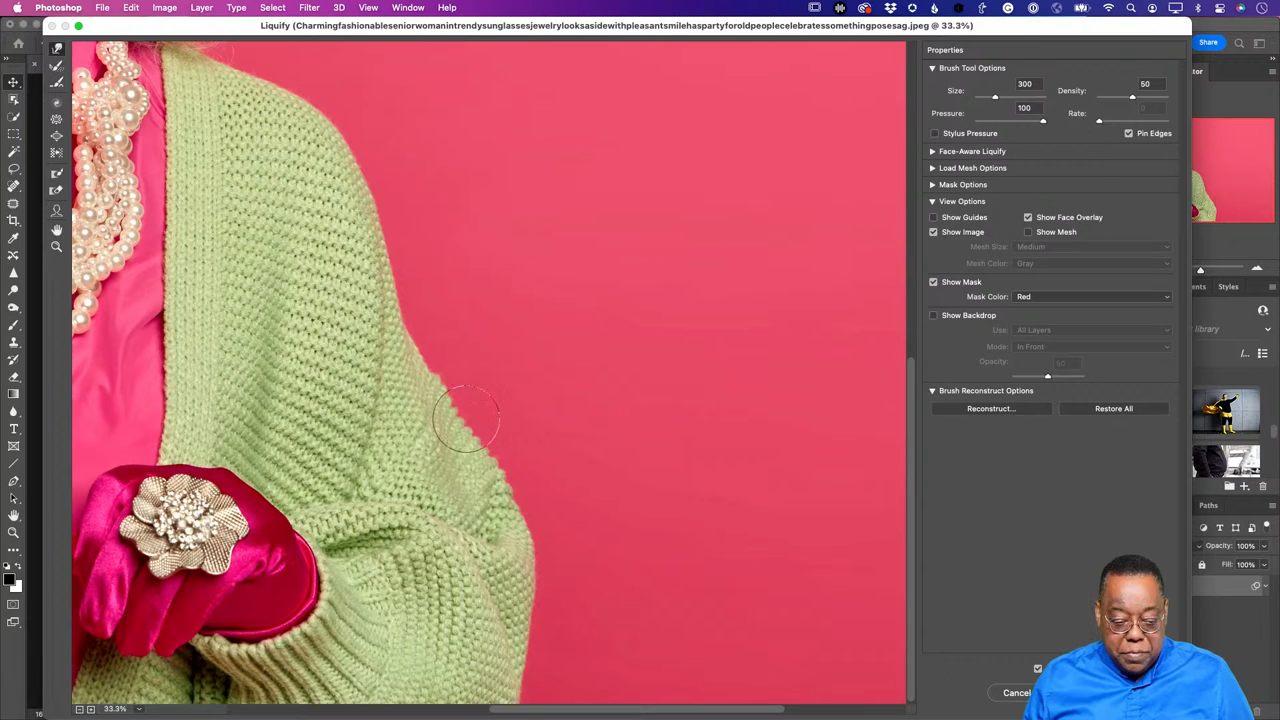 Photoshop File Edit Image Layer Type Select Filter 3D View Plugins Window Help
Liquify (Charmingfashionableseniorwomanintrendysunglassesjewelrylooksasidewithpleasantsmilehaspartyforoldpeoplecelebratessomethingposesag.jpeg @ 33.3%)
Share
Properties
Brush Tool Options
Size: 300 Density: 50
Pressure: 100 Rate: 0
Stylus Pressure Pin Edges
Face-Aware Liquify
Load Mesh Options
Mask Options
View Options
Show Guides Show Face Overlay
Show Image Show Mesh
Mesh Size: Medium
Mesh Color: Gray
Show Mask
Mask Color: Red
Show Backdrop
Use: All Layers
Mode: In Front
Opacity: 50
Brush Reconstruct Options
Reconstruct... Restore All
Cancel
Styles
Paths
Opacity: 100%
Fill: 100%
33.3%
16